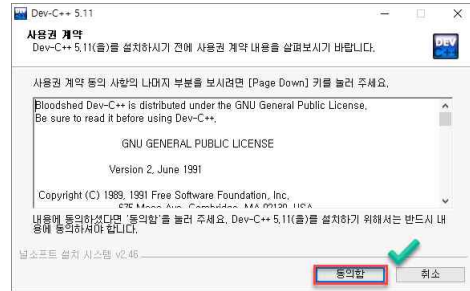 Dev-C++ 5.11
사용권 계약
Dev-C++ 5.11(을)를 설치하시기 전에 사용권 계약 내용을 살펴보시기 바랍니다.
DEV
사용권 계약 동의 사항의 나머지 부분을 보시려면 [Page Down] 키를 눌러 주세요.
Bloodshed Dev-C++ is distributed under the GNU General Public License.
Be sure to read it before using Dev-C++.
GNU GENERAL PUBLIC LICENSE
Version 2, June 1991
Copyright (C) 1989, 1991 Free Software Foundation, Inc.
675 Mass Ave, Cambridge, MA 02139, USA
내용에 동의하셨다면 '동의함'을 눌러 주세요. Dev-C++ 5.11(을)를 설치하기 위해서는 반드시 내
용에 동의하셔야 합니다.
널소프트 설치 시스템 v2.46
동의함
취소